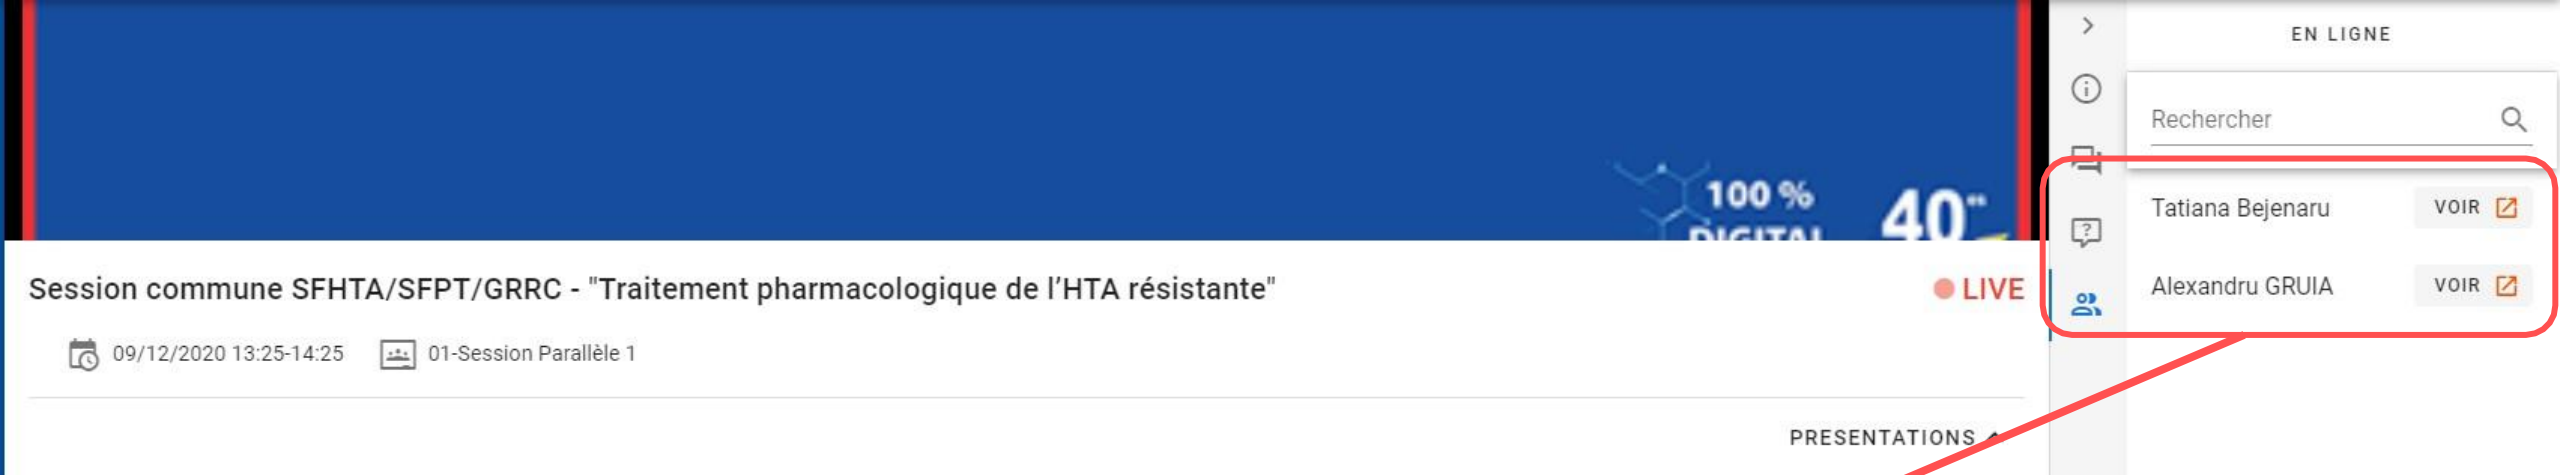 EN LIGNE
Rechercher
Tatiana Bejenaru VOIR
Alexandru GRUIA VOIR
100 %
DIGITAL
40
Session commune SFHTA/SFPT/GRRC - "Traitement pharmacologique de l'HTA résistante"
LIVE
09/12/2020 13:25-14:25 01-Session Parallèle 1
PRESENTATIONS